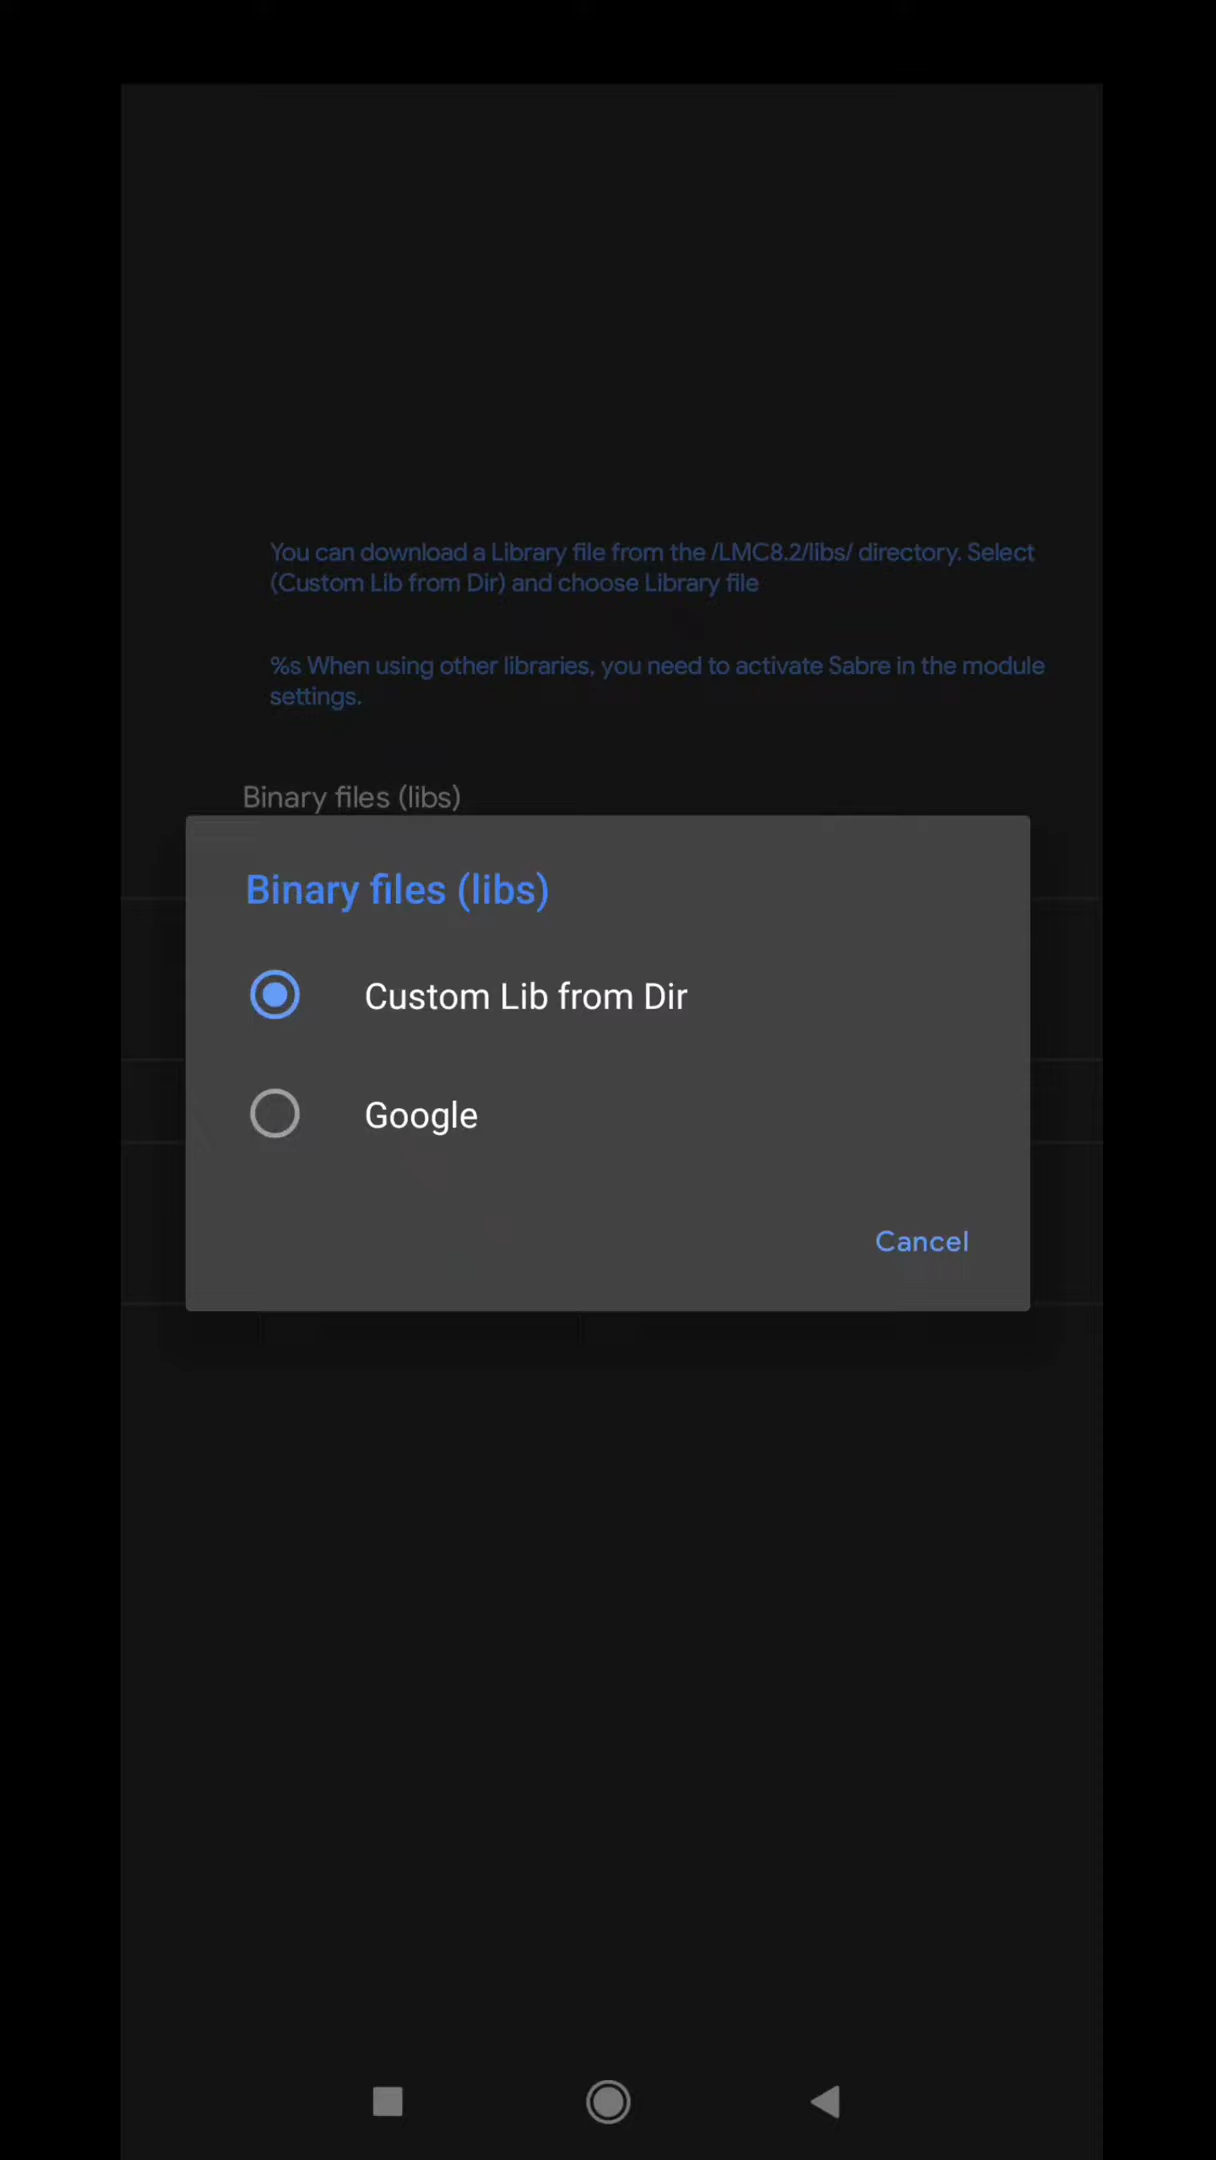 You can download a Library file from the /LMC8.2/libs/ directory. Select
(Custom Lib from Dir) and choose Library file
%s When using other libraries, you need to activate Sabre in the module
settings.
Binary files (libs)
Binary files (libs)
Custom Lib from Dir
Google
Cancel